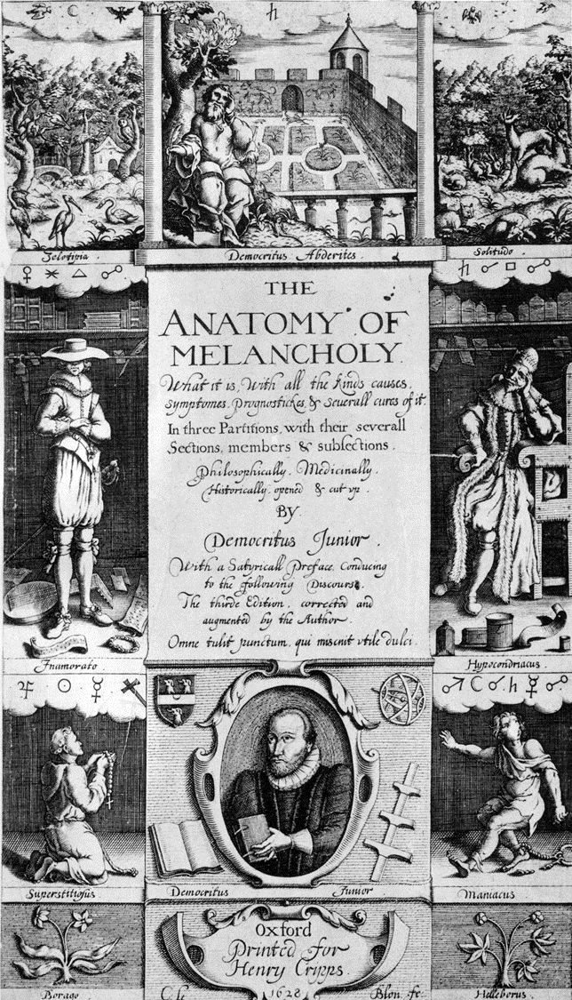 Zelotipia .
Democritus Abderites .
Solitudo .
THE
ANATOMY OF
MELANCHOLY.
What it is, With all the kinds causes,
symptomes, Prognostickes, & Seuerall cures of it.
In three Partitions, with their severall
Sections, members & subsections .
Philosophically, Medicinally,
Historically, opened & cut vp .
BY.
Democritus Junior .
With a Satyricall Preface, Conducing
to the following Discourse.
The thirde Edition, corrected and
augmented by the Author .
Omne tulit punctum, qui miscuit vtile dulci .
Inamorato .
Hypocondriacus .
Superstitiosus
Democritus Junior .
Maniacus
Oxford
Printed for
Henry Cripps.
1628
Borago .
C. le Blon. fe.
Helleborus .